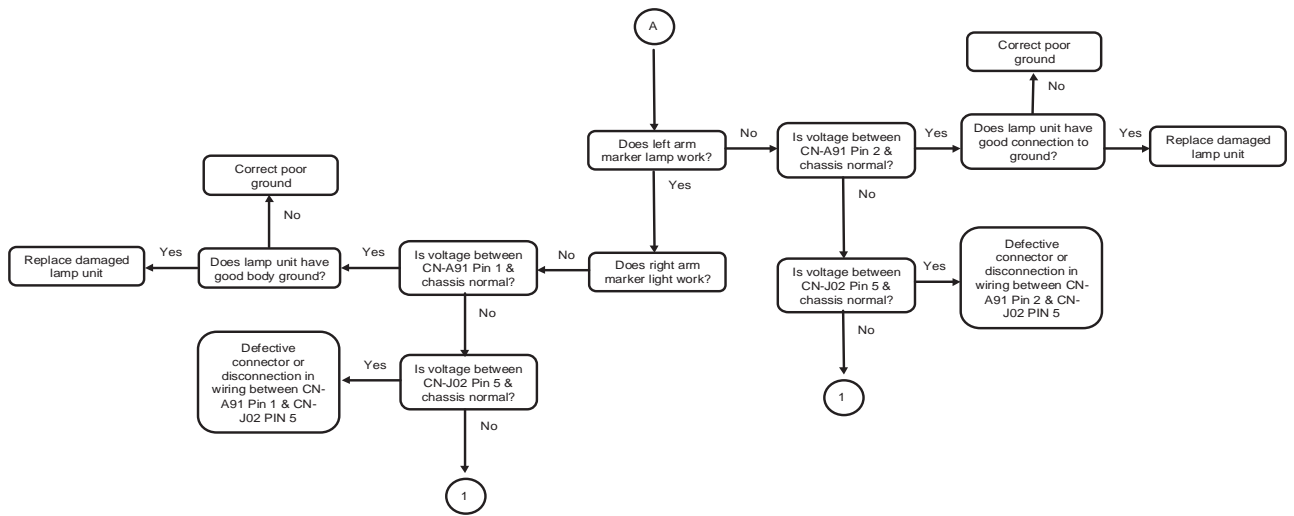 A
Correct poor
ground
No
Does left arm
marker lamp work?
No
Is voltage between
CN-A91 Pin 2 &
chassis normal?
Yes
Does lamp unit have
good connection to
ground?
Yes
Replace damaged
lamp unit
Correct poor
ground
Yes
No
No
Replace damaged
lamp unit
Yes
Does lamp unit have
good body ground?
Yes
Is voltage between
CN-A91 Pin 1 &
chassis normal?
No
Does right arm
marker light work?
Is voltage between
CN-J02 Pin 5 &
chassis normal?
Yes
Defective
connector or
disconnection in
wiring between CN-
A91 Pin 2 & CN-
J02 PIN 5
No
No
Defective
connector or
disconnection in
wiring between CN-
A91 Pin 1 & CN-
J02 PIN 5
Yes
Is voltage between
CN-J02 Pin 5 &
chassis normal?
1
No
1